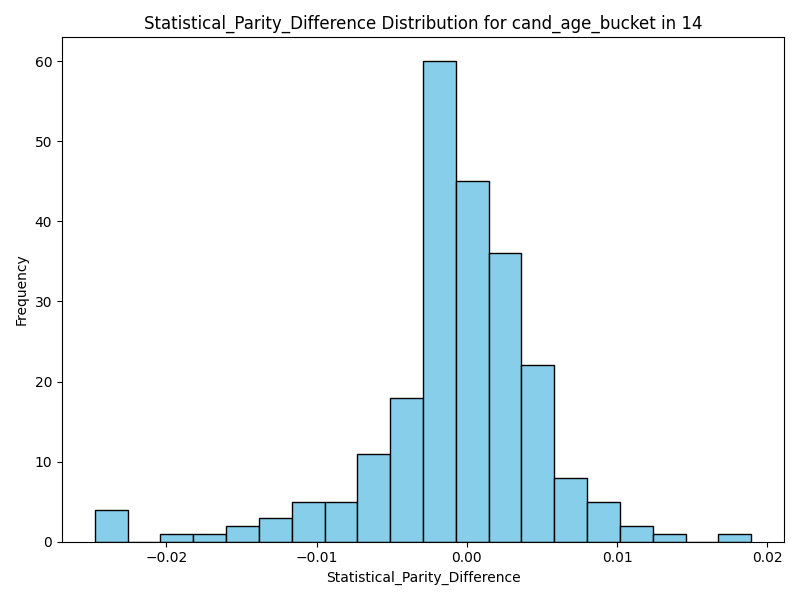 Statistical_Parity_Difference Distribution for cand_age_bucket in 14
60
50
40
30
20
10
0
Frequency
−0.02 −0.01 0.00 0.01 0.02
Statistical_Parity_Difference